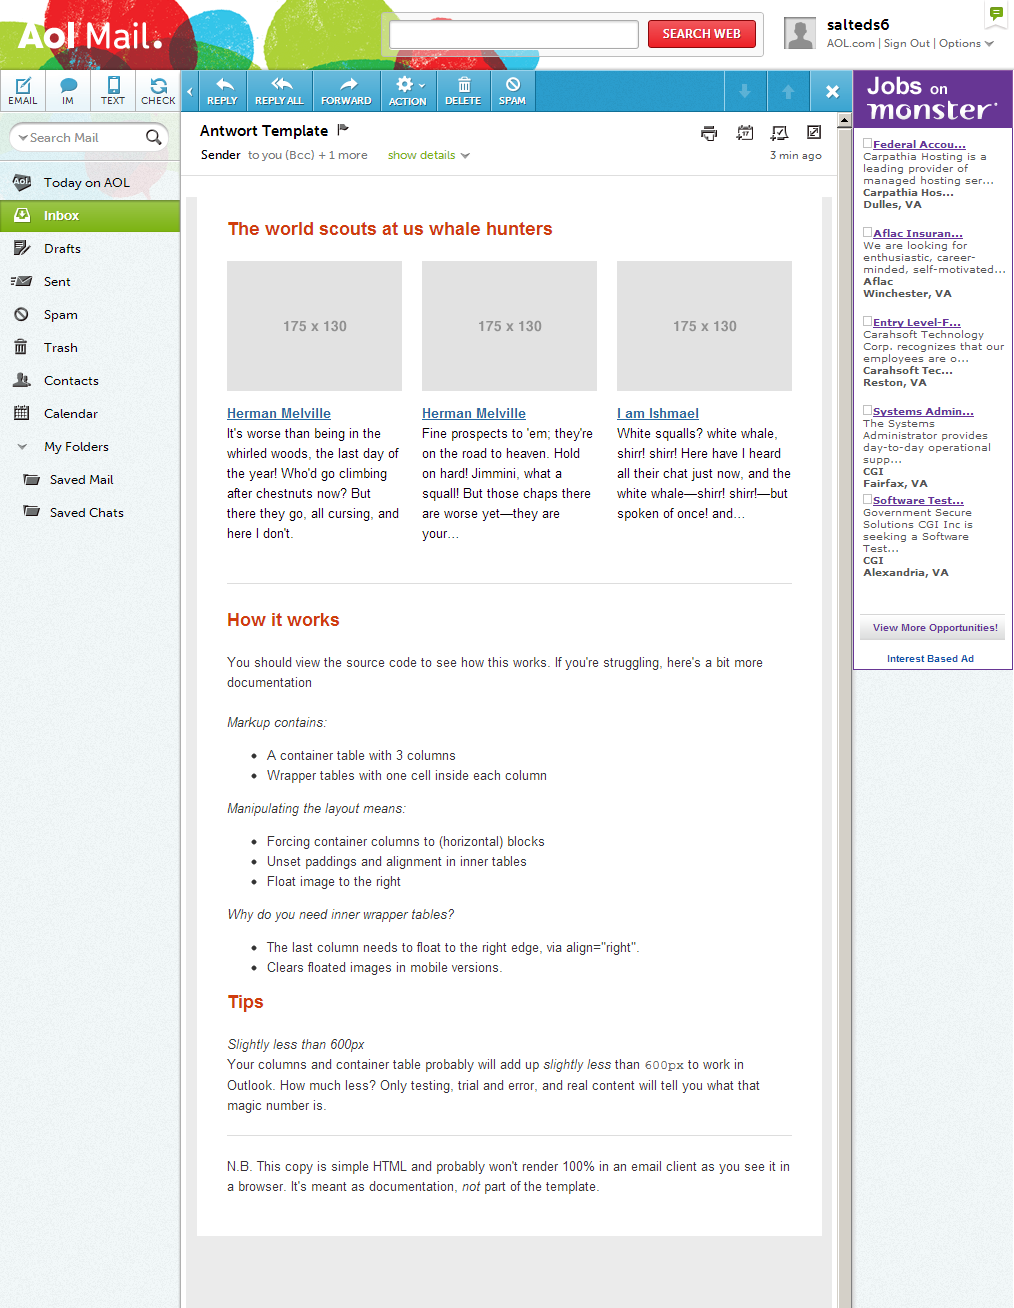 Aol Mail.
SEARCH WEB
salteds6
AOL.com | Sign Out | Options
EMAIL
IM
TEXT
CHECK
REPLY
REPLY ALL
FORWARD
ACTION
DELETE
SPAM
Search Mail
Today on AOL
Inbox
Drafts
Sent
Spam
Trash
Contacts
Calendar
My Folders
Saved Mail
Saved Chats
Antwort Template
Sender to you (Bcc) + 1 more show details
3 min ago
The world scouts at us whale hunters
175 x 130
175 x 130
175 x 130
Herman Melville
It's worse than being in the
whirled woods, the last day of
the year! Who'd go climbing
after chestnuts now? But
there they go, all cursing, and
here I don't.
Herman Melville
Fine prospects to 'em; they're
on the road to heaven. Hold
on hard! Jimmini, what a
squall! But those chaps there
are worse yet—they are
your…
I am Ishmael
White squalls? white whale,
shirr! shirr! Here have I heard
all their chat just now, and the
white whale—shirr! shirr!—but
spoken of once! and…
How it works
You should view the source code to see how this works. If you're struggling, here's a bit more
documentation
Markup contains:
• A container table with 3 columns
• Wrapper tables with one cell inside each column
Manipulating the layout means:
• Forcing container columns to (horizontal) blocks
• Unset paddings and alignment in inner tables
• Float image to the right
Why do you need inner wrapper tables?
• The last column needs to float to the right edge, via align="right".
• Clears floated images in mobile versions.
Tips
Slightly less than 600px
Your columns and container table probably will add up slightly less than 600px to work in
Outlook. How much less? Only testing, trial and error, and real content will tell you what that
magic number is.
N.B. This copy is simple HTML and probably won't render 100% in an email client as you see it in
a browser. It's meant as documentation, not part of the template.
Jobs on
monster
Federal Accou...
Carpathia Hosting is a
leading provider of
managed hosting ser...
Carpathia Hos...
Dulles, VA
Aflac Insuran...
We are looking for
enthusiastic, career-
minded, self-motivated...
Aflac
Winchester, VA
Entry Level-F...
Carahsoft Technology
Corp. recognizes that our
employees are o...
Carahsoft Tec...
Reston, VA
Systems Admin...
The Systems
Administrator provides
day-to-day operational
supp...
CGI
Fairfax, VA
Software Test...
Government Secure
Solutions CGI Inc is
seeking a Software
Test...
CGI
Alexandria, VA
View More Opportunities!
Interest Based Ad